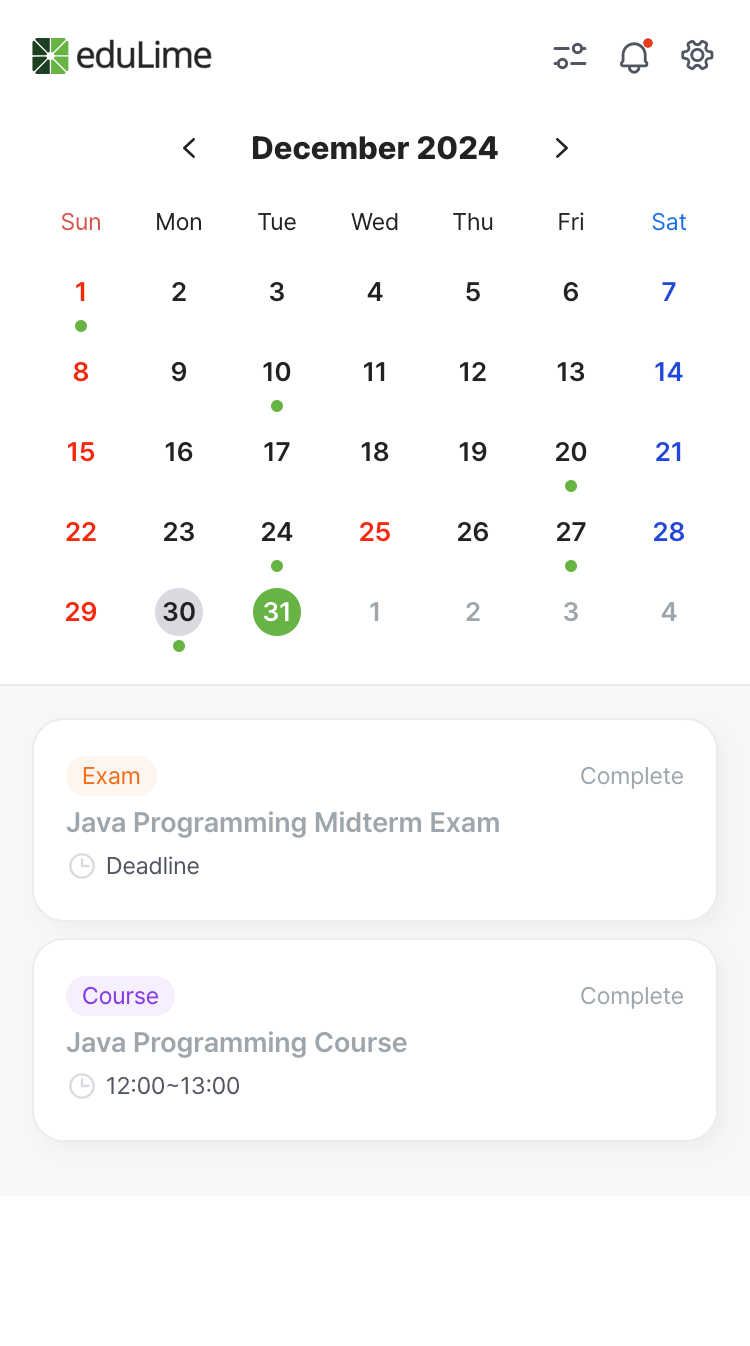 eduLime
December 2024
Sun Mon Tue Wed Thu Fri Sat
1 2 3 4 5 6 7
8 9 10 11 12 13 14
15 16 17 18 19 20 21
22 23 24 25 26 27 28
29 30 31 1 2 3 4
Exam Complete
Java Programming Midterm Exam
Deadline
Course Complete
Java Programming Course
12:00~13:00